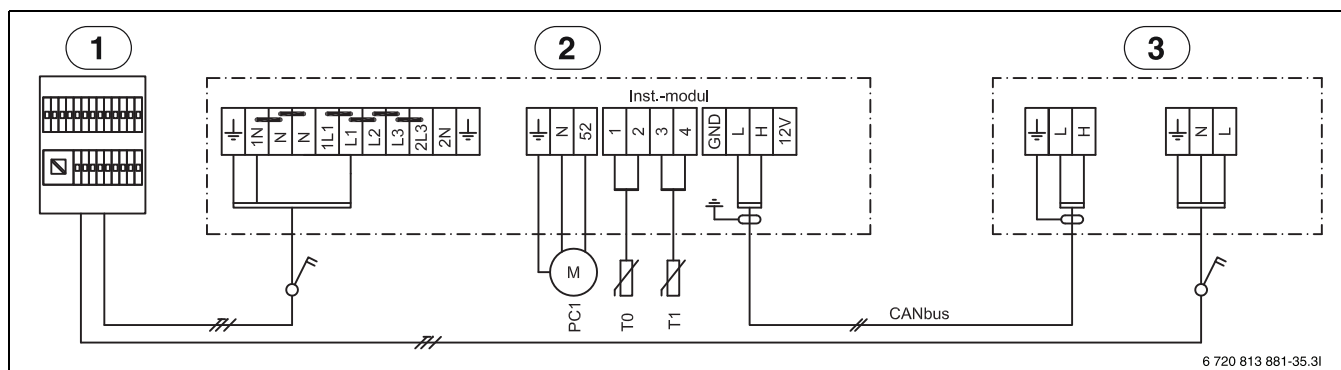 1
2
3
Inst.-modul
1N N N 1L1 L1 L2 L3 2L3 2N
N 52
1 2 3 4
GND L H 12V
L H
N L
M
PC1
T0
T1
CANbus
6 720 813 881-35.3I